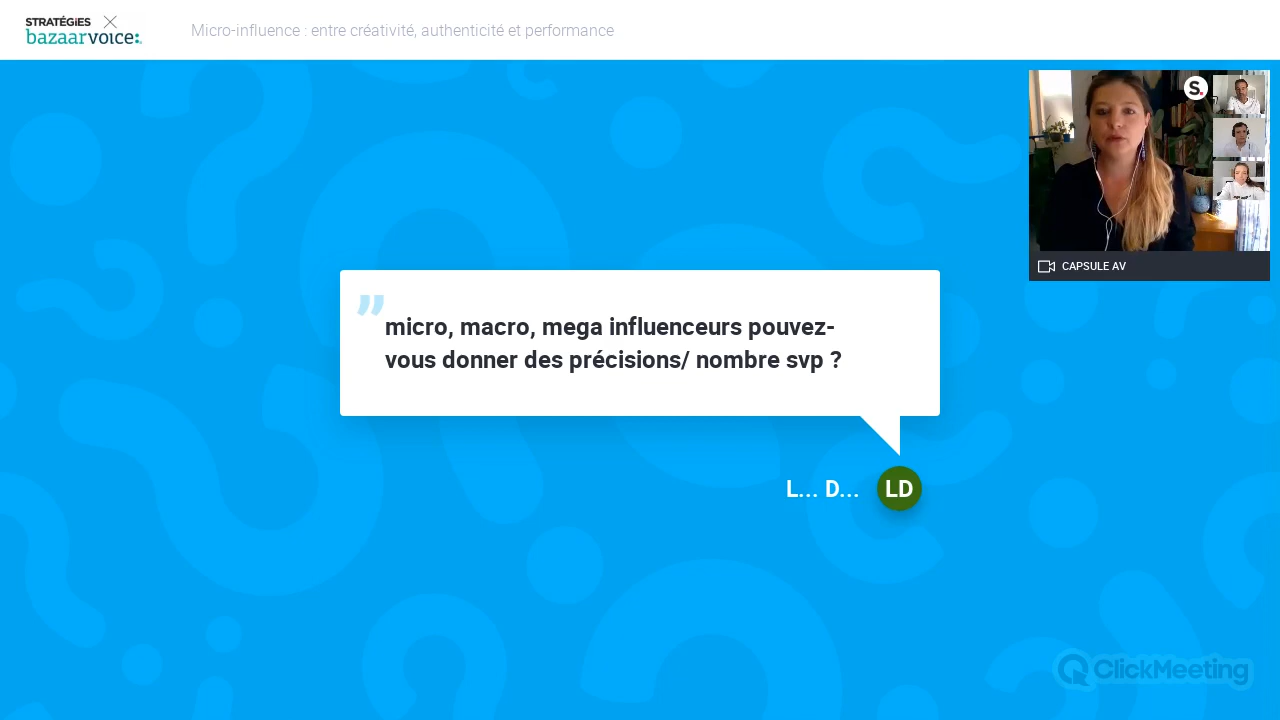 STRATÉGIES
bazaarvoice
Micro-influence : entre créativité, authenticité et performance
S.
CAPSULE AV
” micro, macro, mega influenceurs pouvez-
vous donner des précisions/ nombre svp ?
L... D... LD
ClickMeeting